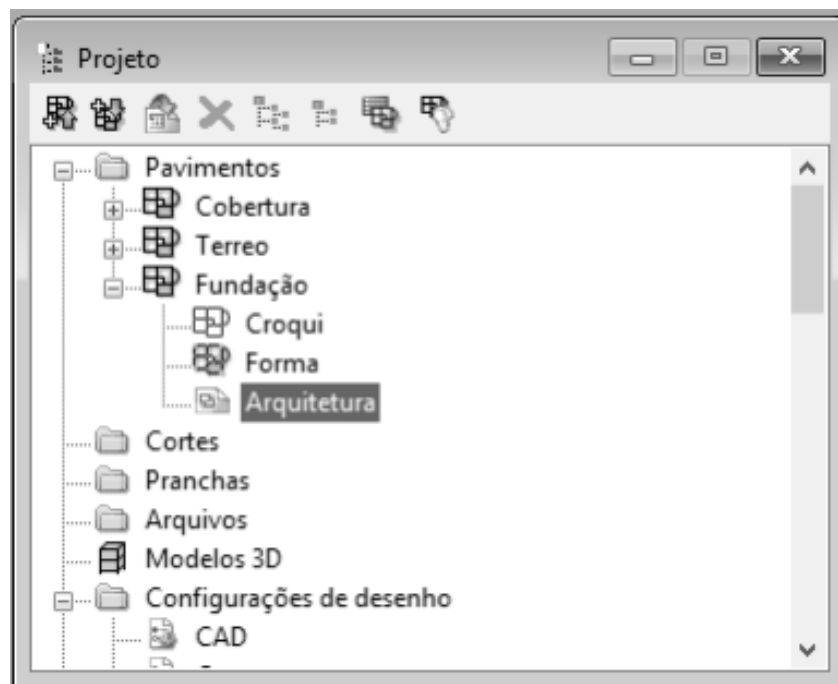 Projeto
Pavimentos
Cobertura
Terreo
Fundação
Croqui
Forma
Arquitetura
Cortes
Pranchas
Arquivos
Modelos 3D
Configurações de desenho
CAD